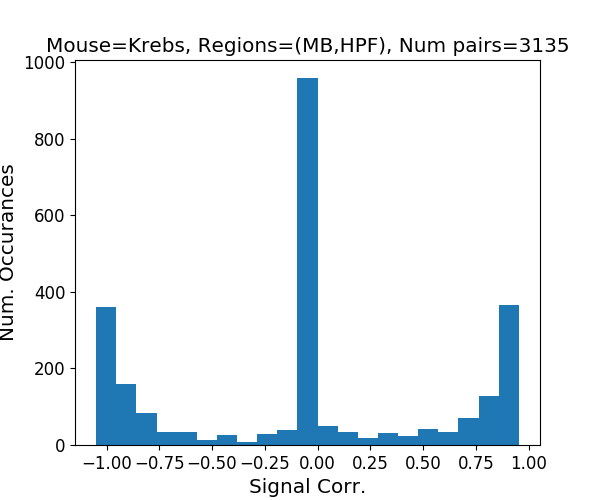 Mouse=Krebs, Regions=(MB,HPF), Num pairs=3135
1000
800
600
400
200
0
Num. Occurances
−1.00 −0.75 −0.50 −0.25 0.00 0.25 0.50 0.75 1.00
Signal Corr.